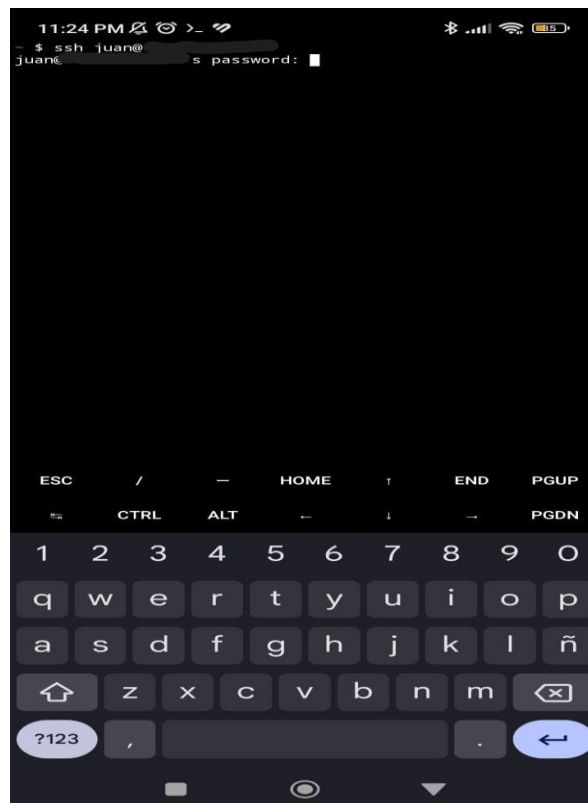 11:24 PM >_ 85
~ $ ssh juan@
juan@ s password:
ESC / — HOME ↑ END PGUP
↹ CTRL ALT ← ↓ → PGDN
1 2 3 4 5 6 7 8 9 0
q w e r t y u i o p
a s d f g h j k l ñ
z x c v b n m
?123 , .